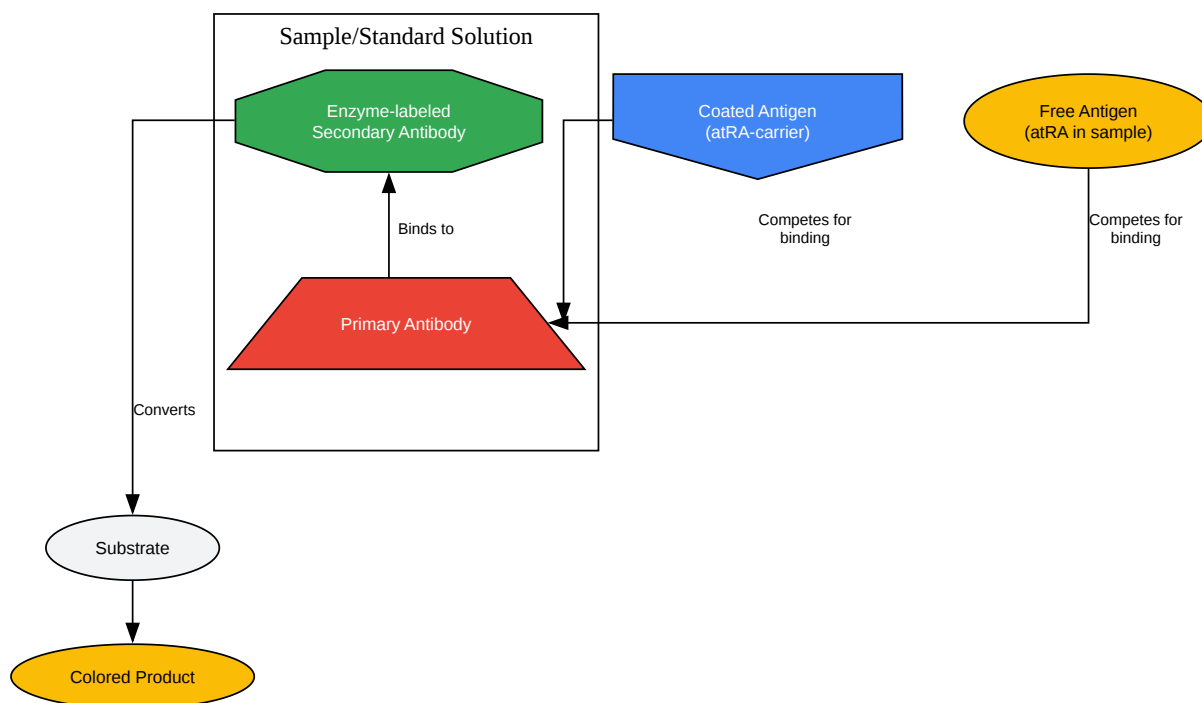 Sample/Standard Solution
Enzyme-labeled
Secondary Antibody
Coated Antigen
(atRA-carrier)
Free Antigen
(atRA in sample)
Binds to
Competes for
binding
Competes for
binding
Primary Antibody
Converts
Substrate
Colored Product